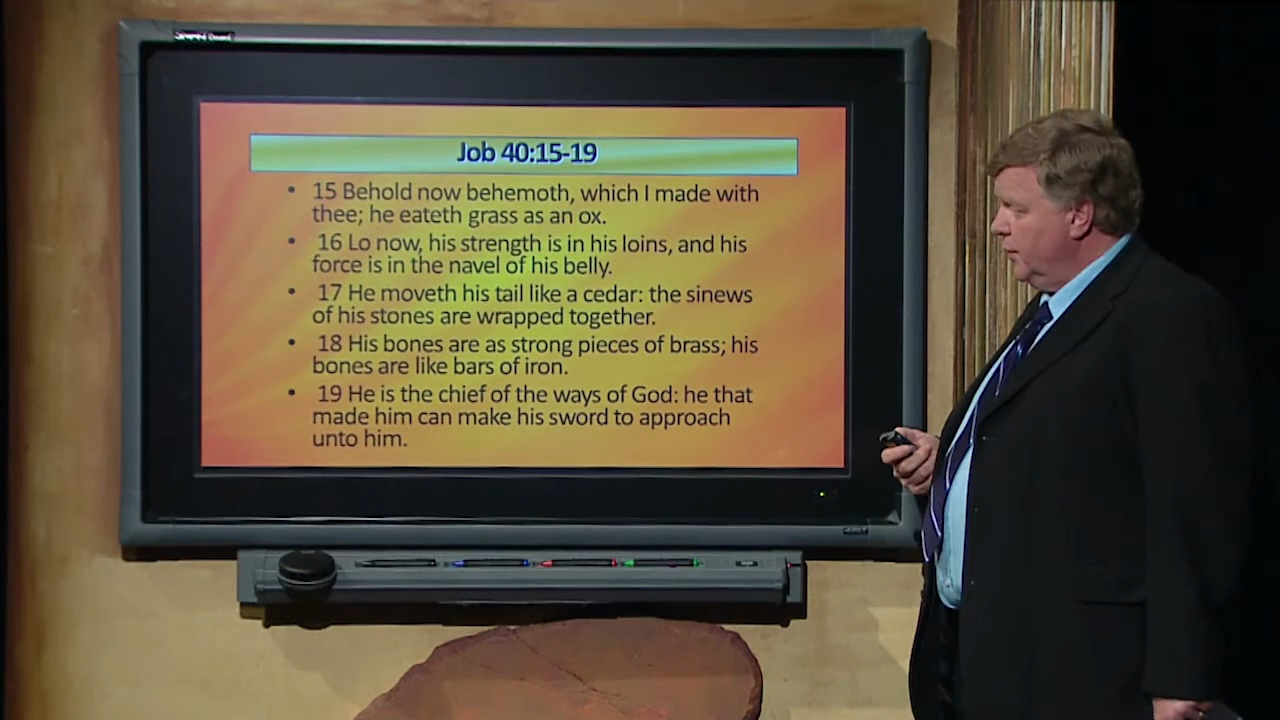 Job 40:15-19
• 15 Behold now behemoth, which I made with
thee; he eateth grass as an ox.
• 16 Lo now, his strength is in his loins, and his
force is in the navel of his belly.
• 17 He moveth his tail like a cedar: the sinews
of his stones are wrapped together.
• 18 His bones are as strong pieces of brass; his
bones are like bars of iron.
• 19 He is the chief of the ways of God: he that
made him can make his sword to approach
unto him.